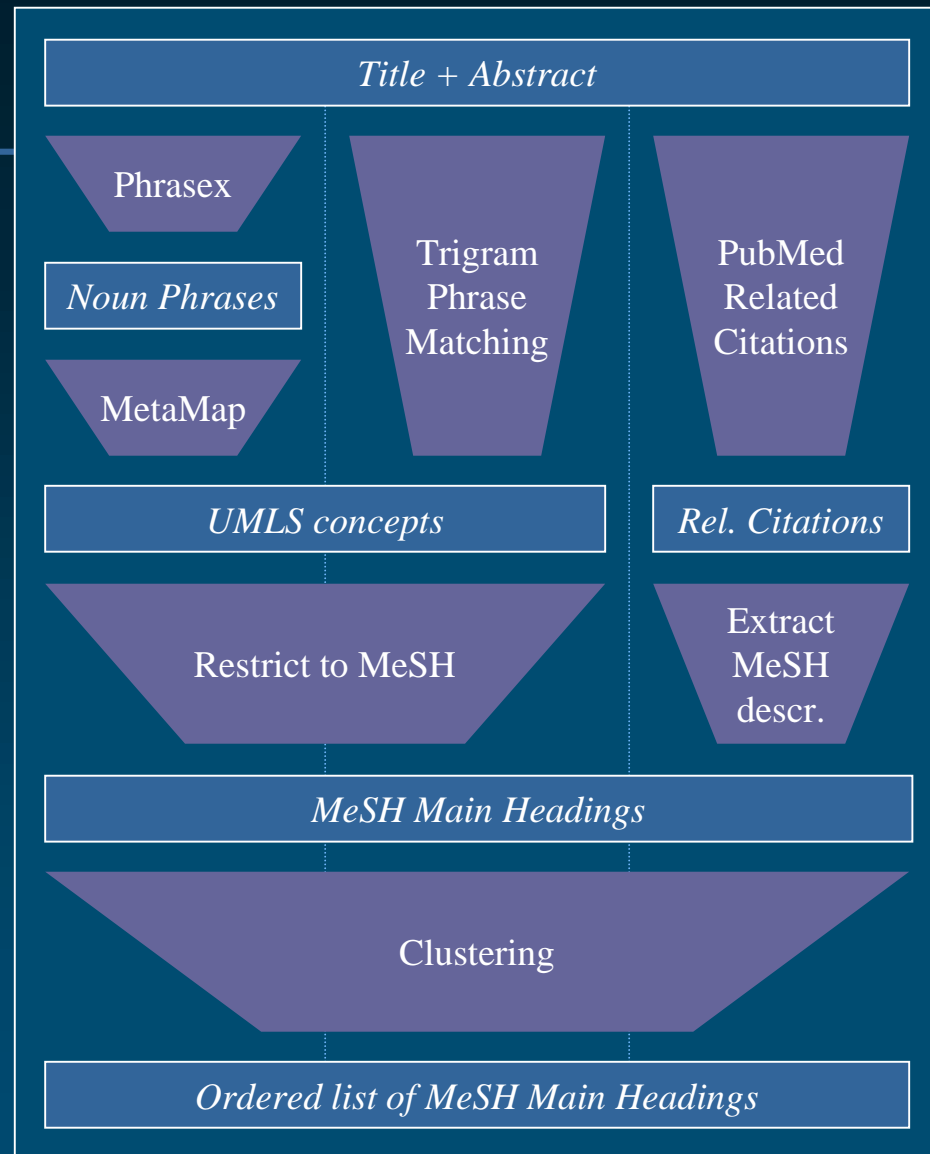 Title + Abstract
Phrasex
Noun Phrases
MetaMap
Trigram
Phrase
Matching
PubMed
Related
Citations
UMLS concepts
Rel. Citations
Restrict to MeSH
Extract
MeSH
descr.
MeSH Main Headings
Clustering
Ordered list of MeSH Main Headings